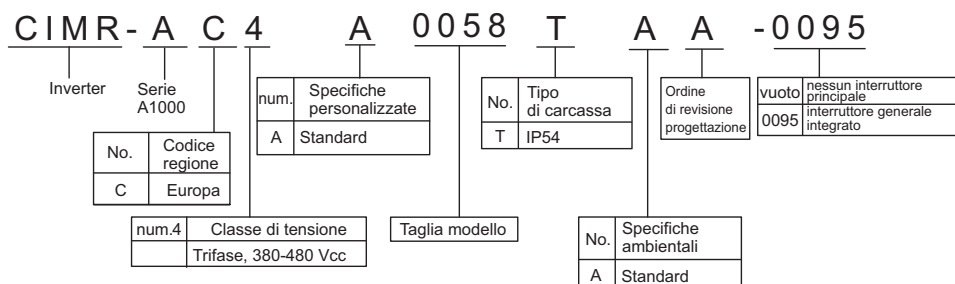 CIMR-A C 4 A 0058 T A A -0095
Inverter
Serie
A1000
num. Specifiche
personalizzate
A Standard
No. Tipo
di carcassa
T IP54
Ordine
di revisione
progettazione
vuoto nessun interruttore
principale
0095 interruttore generale
integrato
No. Codice
regione
C Europa
num.4 Classe di tensione
Trifase, 380-480 Vcc
Taglia modello
No. Specifiche
ambientali
A Standard